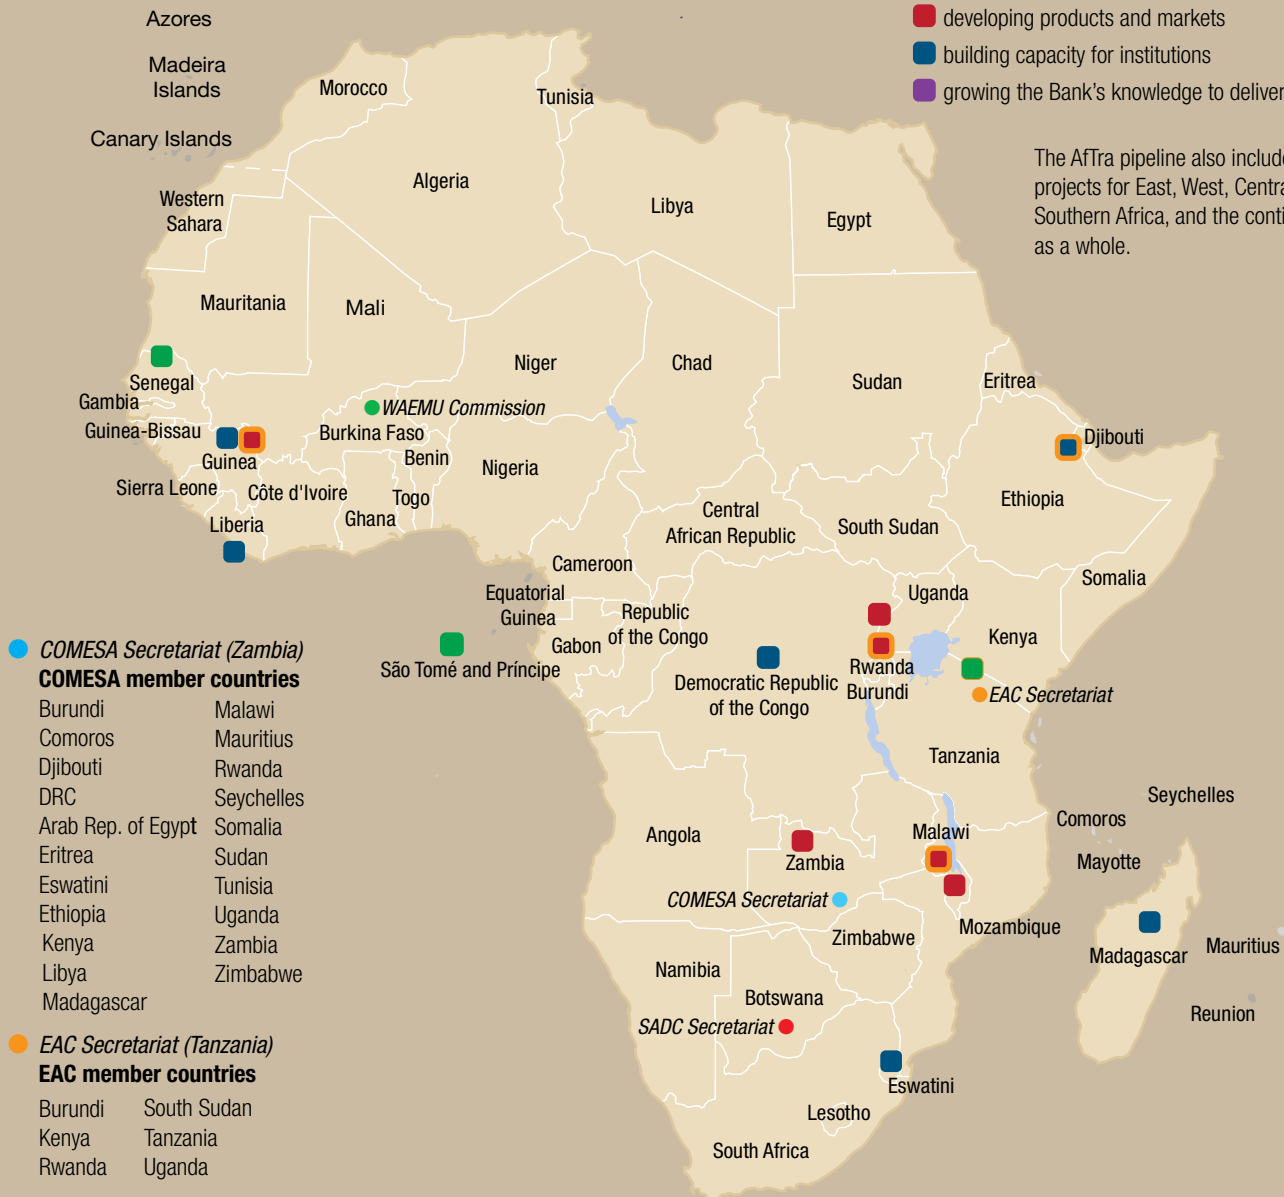 Azores
Madeira
Islands
Canary Islands
developing products and markets
building capacity for institutions
growing the Bank’s knowledge to deliver
The AfTra pipeline also include
projects for East, West, Centra
Southern Africa, and the conti
as a whole.
Morocco
Tunisia
Algeria
Libya
Egypt
Western
Sahara
Mauritania
Mali
Niger
Chad
Sudan
Eritrea
Senegal
Gambia
WAEMU Commission
Guinea-Bissau
Burkina Faso
Djibouti
Guinea
Benin
Nigeria
Sierra Leone
Côte d'Ivoire
Togo
Ghana
Ethiopia
Liberia
Central
African Republic
South Sudan
Cameroon
Somalia
Equatorial
Guinea
Uganda
Republic
of the Congo
Gabon
Kenya
São Tomé and Príncipe
Rwanda
Democratic Republic
of the Congo
Burundi
EAC Secretariat
Tanzania
Seychelles
Comoros
Angola
Malawi
Zambia
Mayotte
COMESA Secretariat
Mozambique
Zimbabwe
Madagascar
Mauritius
Namibia
Botswana
Reunion
SADC Secretariat
Eswatini
Lesotho
South Africa
COMESA Secretariat (Zambia)
COMESA member countries
Burundi
Comoros
Djibouti
DRC
Arab Rep. of Egypt
Eritrea
Eswatini
Ethiopia
Kenya
Libya
Madagascar
Malawi
Mauritius
Rwanda
Seychelles
Somalia
Sudan
Tunisia
Uganda
Zambia
Zimbabwe
EAC Secretariat (Tanzania)
EAC member countries
Burundi
Kenya
Rwanda
South Sudan
Tanzania
Uganda